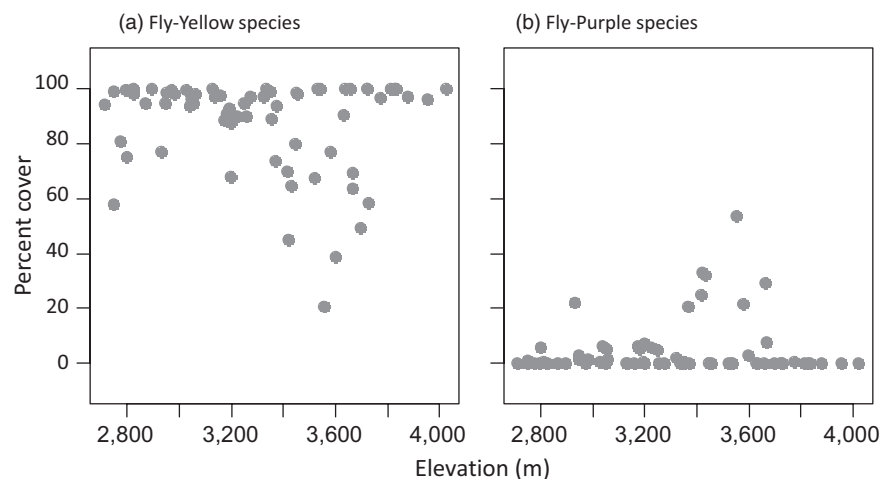 (a) Fly-Yellow species
(b) Fly-Purple species
Percent cover
100
80
60
40
20
0
2,800 3,200 3,600 4,000
2,800 3,200 3,600 4,000
Elevation (m)